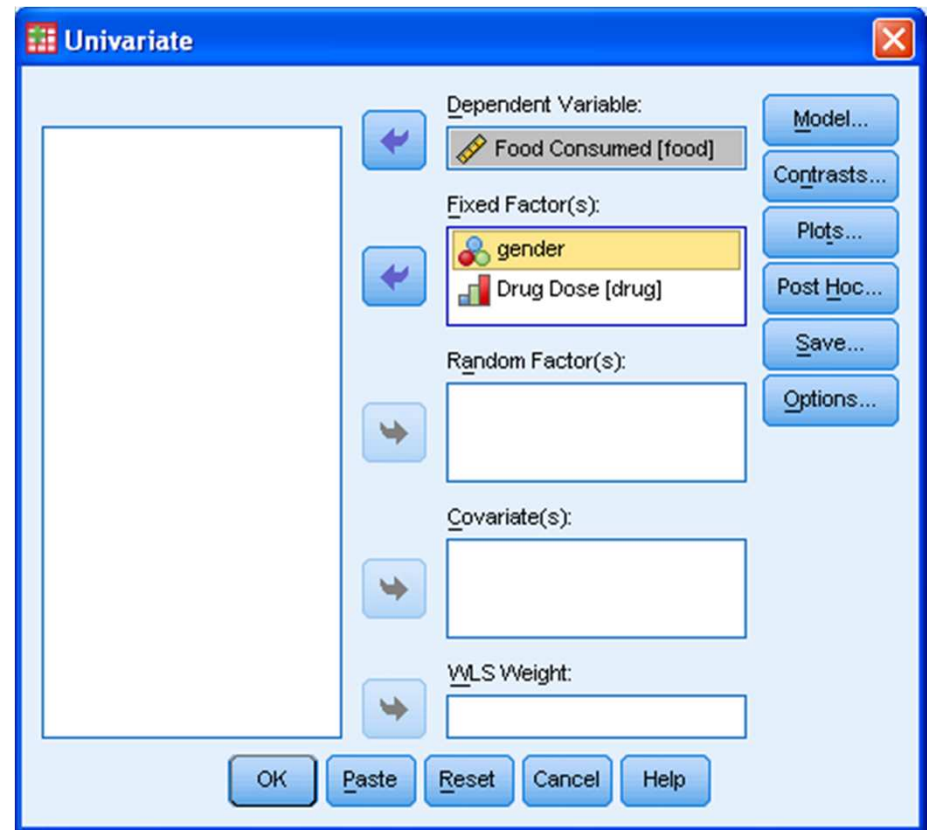 Univariate
Dependent Variable:
Food Consumed [food]
Fixed Factor(s):
gender
Drug Dose [drug]
Random Factor(s):
Covariate(s):
WLS Weight:
Model...
Contrasts...
Plots...
Post Hoc...
Save...
Options...
OK
Paste
Reset
Cancel
Help